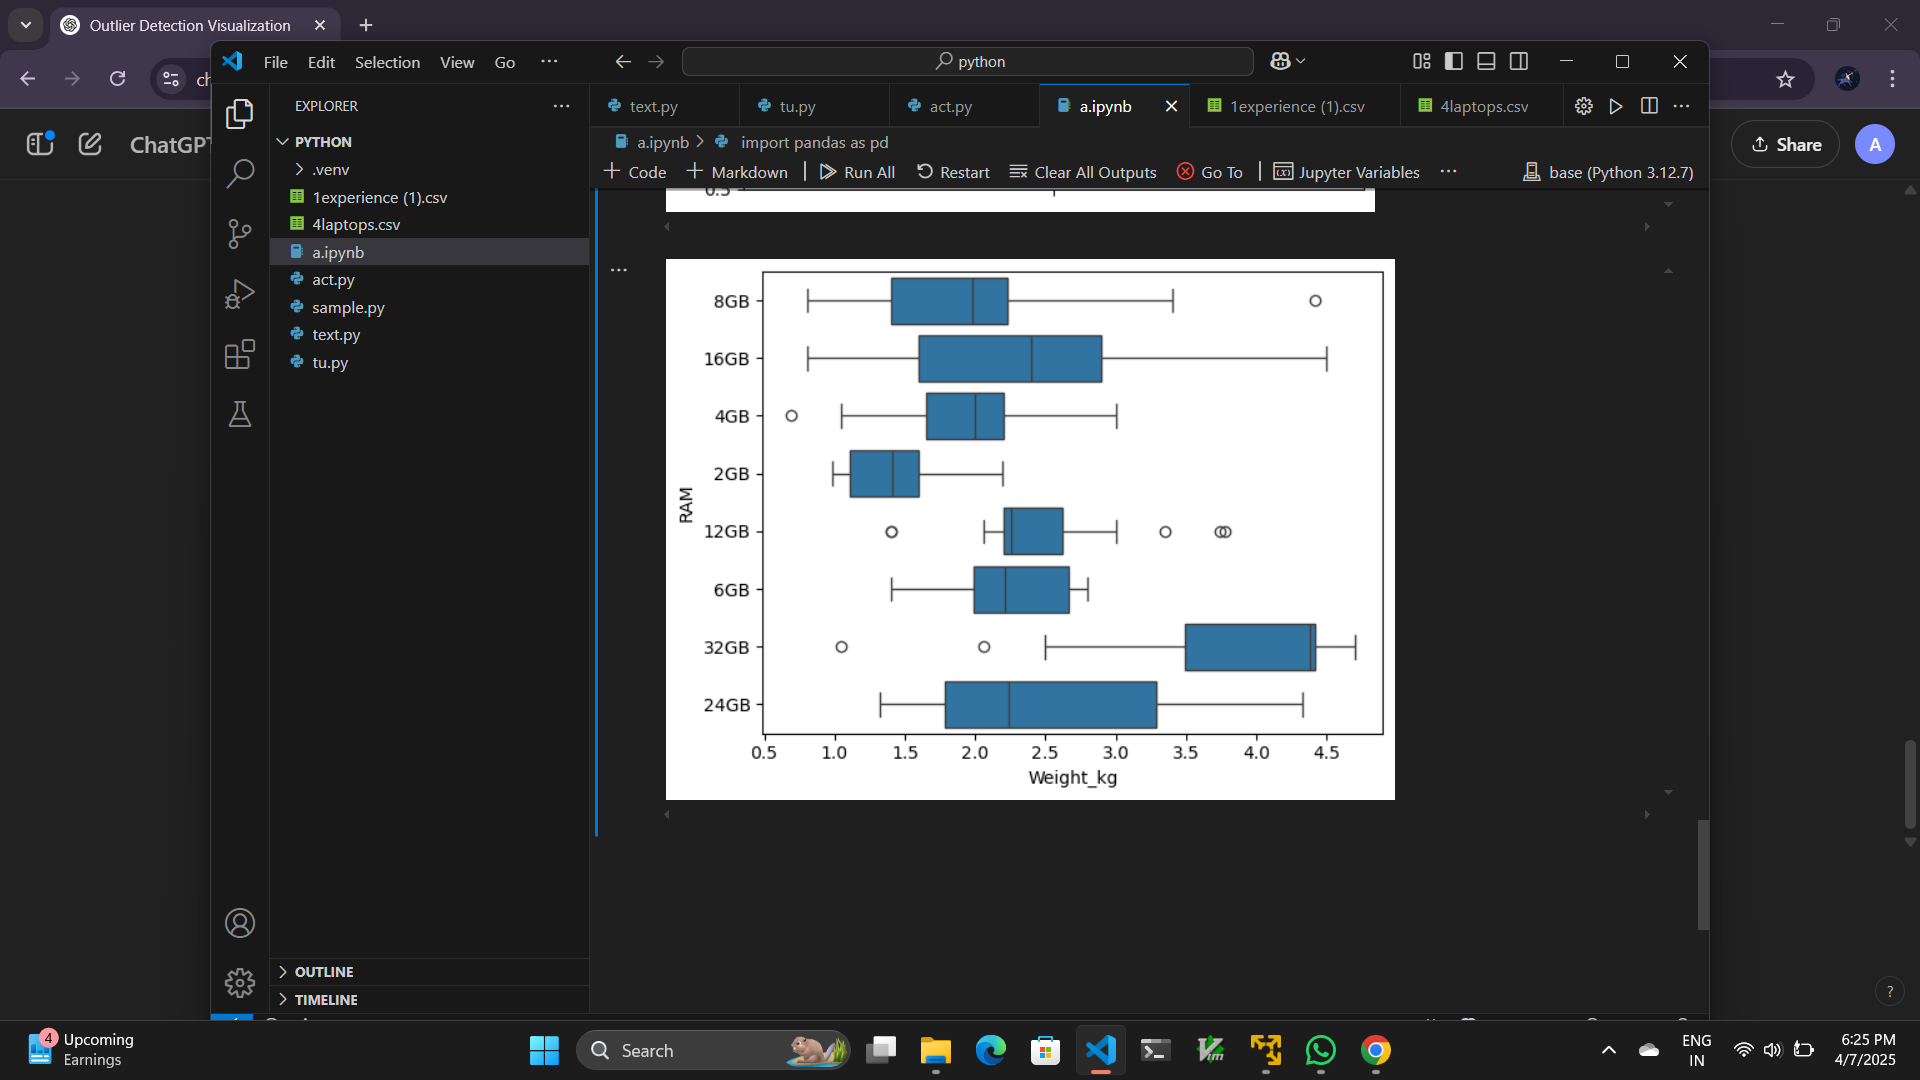 Outlier Detection Visualization
ch
ChatGPT
Share
A
File Edit Selection View Go
python
EXPLORER
PYTHON
.venv
1experience (1).csv
4laptops.csv
a.ipynb
act.py
sample.py
text.py
tu.py
OUTLINE
TIMELINE
text.py
tu.py
act.py
a.ipynb
1experience (1).csv
4laptops.csv
a.ipynb > import pandas as pd
+ Code + Markdown Run All Restart Clear All Outputs Go To Jupyter Variables base (Python 3.12.7)
0.5
8GB
16GB
4GB
2GB
12GB
6GB
32GB
24GB
RAM
0.5 1.0 1.5 2.0 2.5 3.0 3.5 4.0 4.5
Weight_kg
?
4
Upcoming
Earnings
Search
ENG
IN
6:25 PM
4/7/2025